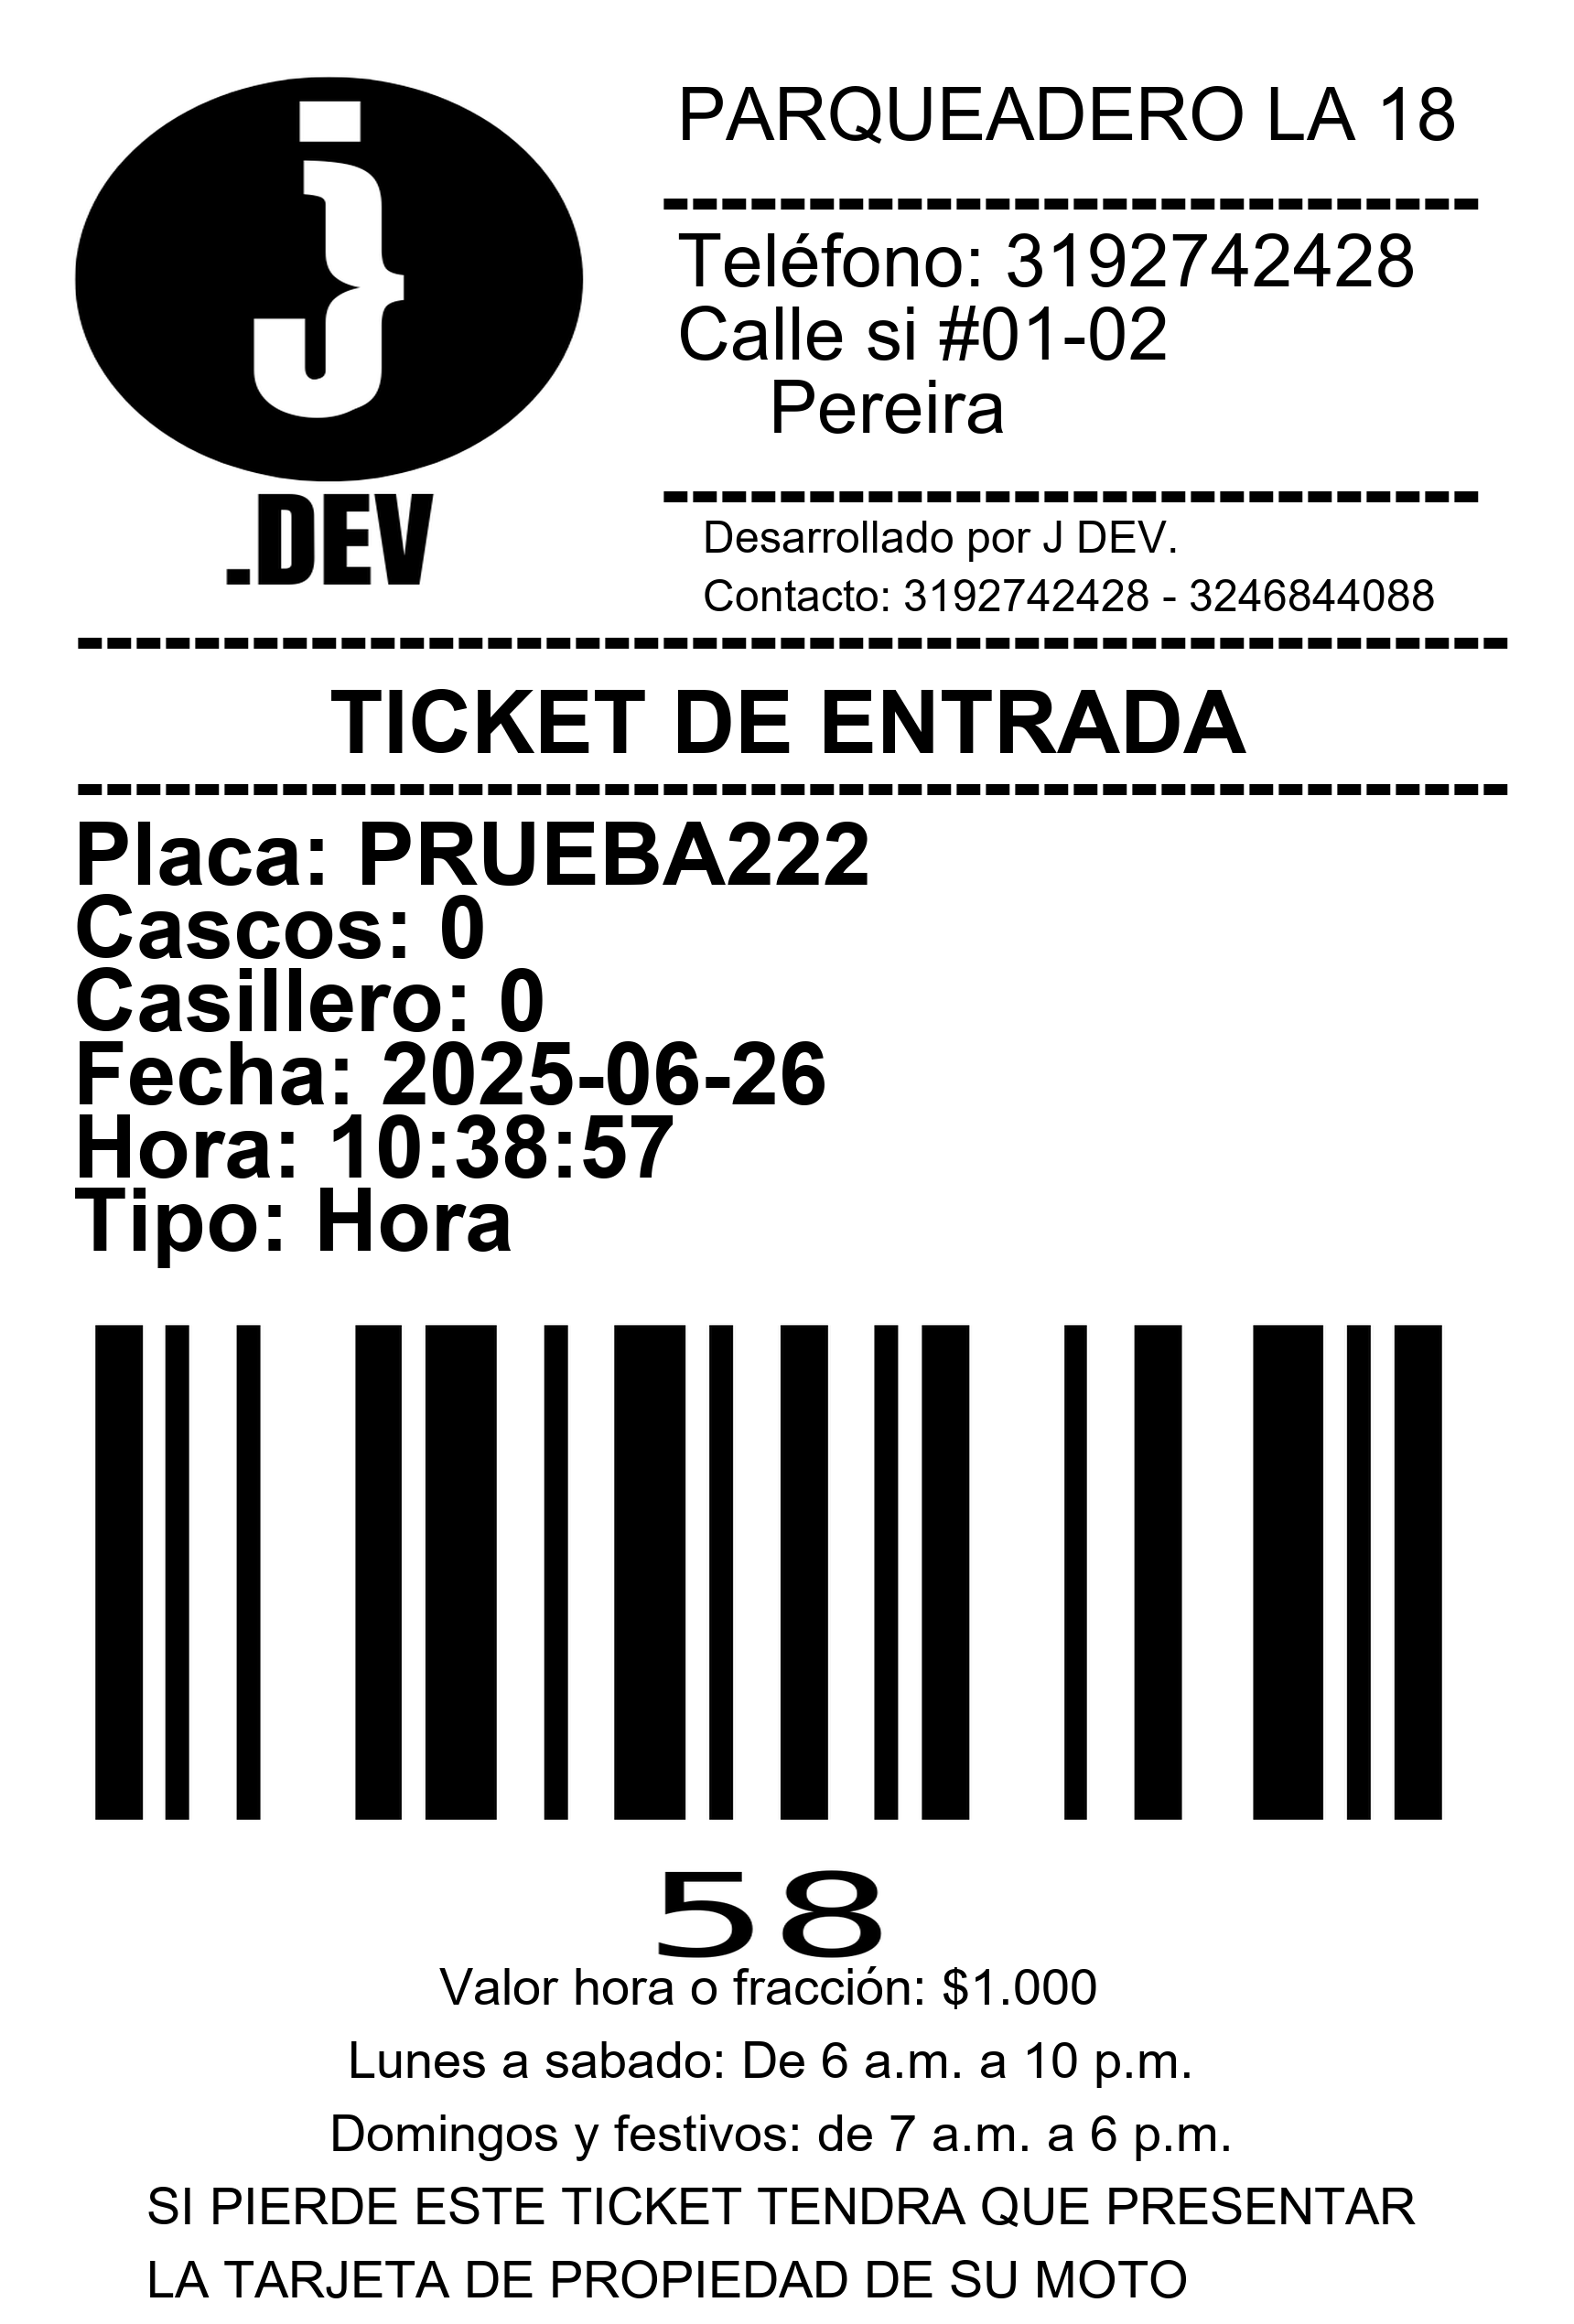 j
.DEV
PARQUEADERO LA 18
----------------------------
Teléfono: 3192742428
Calle si #01-02
Pereira
----------------------------
Desarrollado por J DEV.
Contacto: 3192742428 - 3246844088
-------------------------------------------------
TICKET DE ENTRADA
-------------------------------------------------
Placa: PRUEBA222
Cascos: 0
Casillero: 0
Fecha: 2025-06-26
Hora: 10:38:57
Tipo: Hora
58
Valor hora o fracción: $1.000
Lunes a sabado: De 6 a.m. a 10 p.m.
Domingos y festivos: de 7 a.m. a 6 p.m.
SI PIERDE ESTE TICKET TENDRA QUE PRESENTAR
LA TARJETA DE PROPIEDAD DE SU MOTO